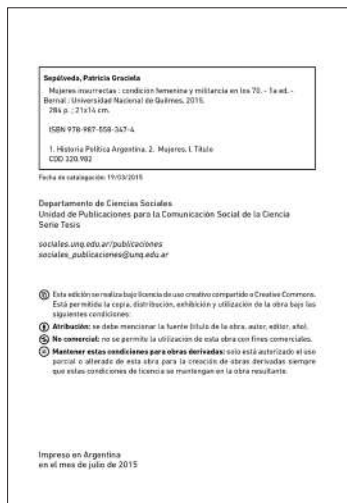 Sepúlveda, Patricia Graciela
Mujeres insurrectas : condición femenina y militancia en los 70. - 1a ed. -
Bernal : Universidad Nacional de Quilmes, 2015.
284 p. ; 21x14 cm.
ISBN 978-987-558-347-4
1. Historia Política Argentina. 2. Mujeres. I. Título
CDD 320.982
Fecha de catalogación: 19/03/2015
Departamento de Ciencias Sociales
Unidad de Publicaciones para la Comunicación Social de la Ciencia
Serie Tesis
sociales.unq.edu.ar/publicaciones
sociales_publicaciones@unq.edu.ar
Esta edición se realiza bajo licencia de uso creativo compartido o Creative Commons.
Está permitida la copia, distribución, exhibición y utilización de la obra bajo las
siguientes condiciones:
Atribución: se debe mencionar la fuente (título de la obra, autor, editor, año).
No comercial: no se permite la utilización de esta obra con fines comerciales.
Mantener estas condiciones para obras derivadas: solo está autorizado el uso
parcial o alterado de esta obra para la creación de obras derivadas siempre
que estas condiciones de licencia se mantengan en la obra resultante.
Impreso en Argentina
en el mes de julio de 2015